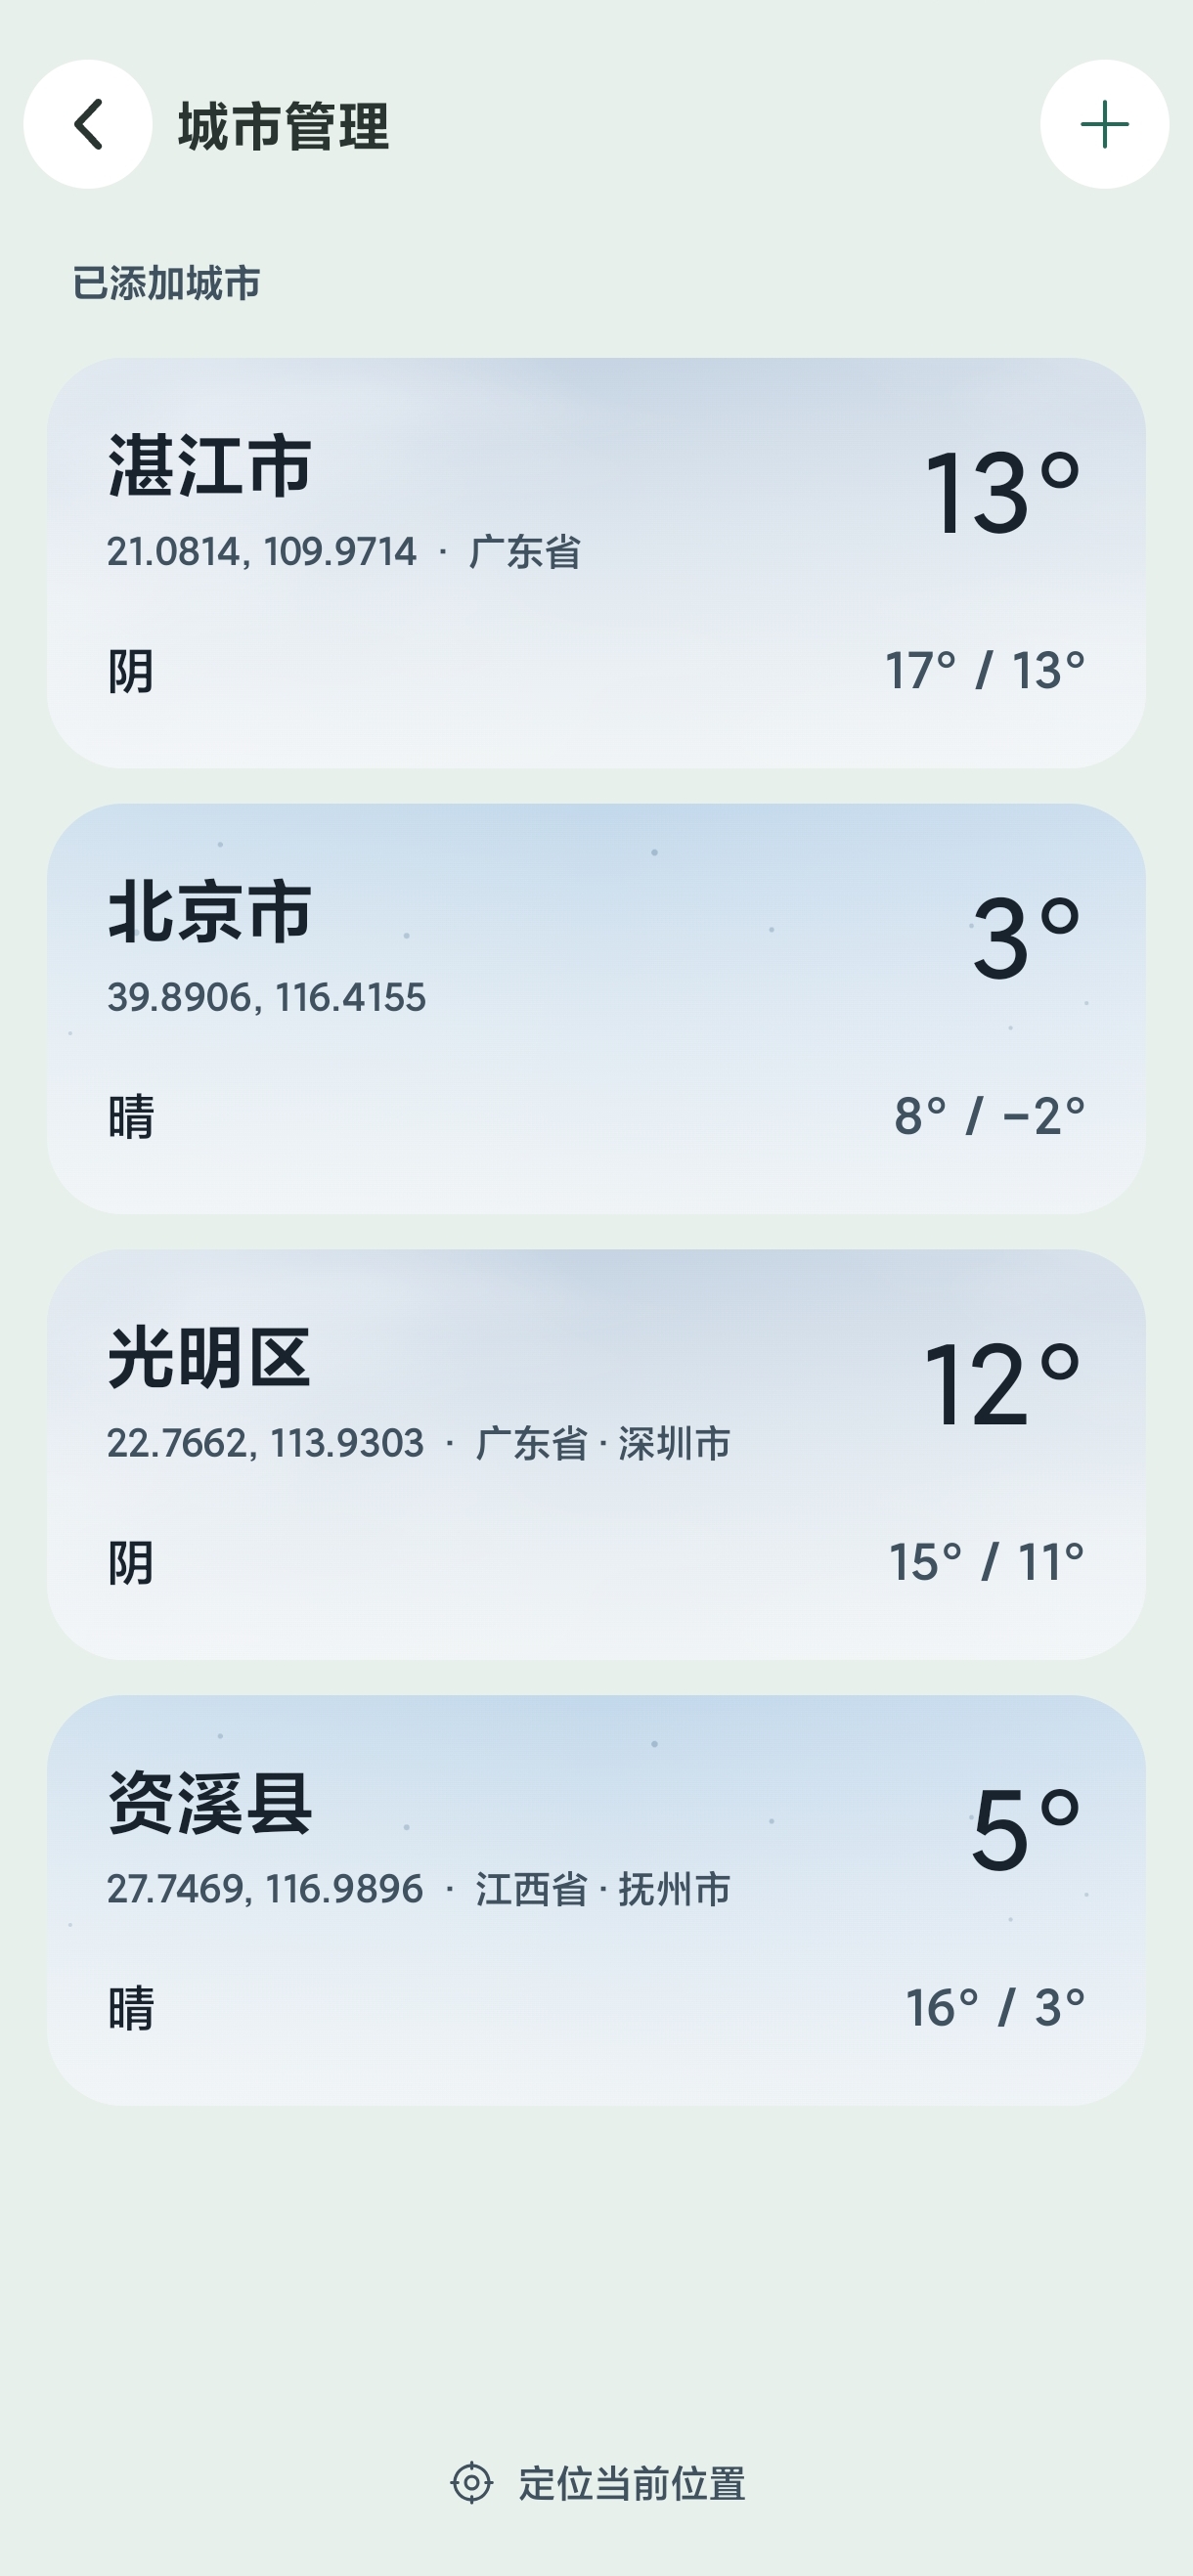 城市管理
已添加城市
湛江市
13°
21.0814, 109.9714 · 广东省
阴
17° / 13°
北京市
3°
39.8906, 116.4155
晴
8° / -2°
光明区
12°
22.7662, 113.9303 · 广东省 · 深圳市
阴
15° / 11°
资溪县
5°
27.7469, 116.9896 · 江西省 · 抚州市
晴
16° / 3°
定位当前位置